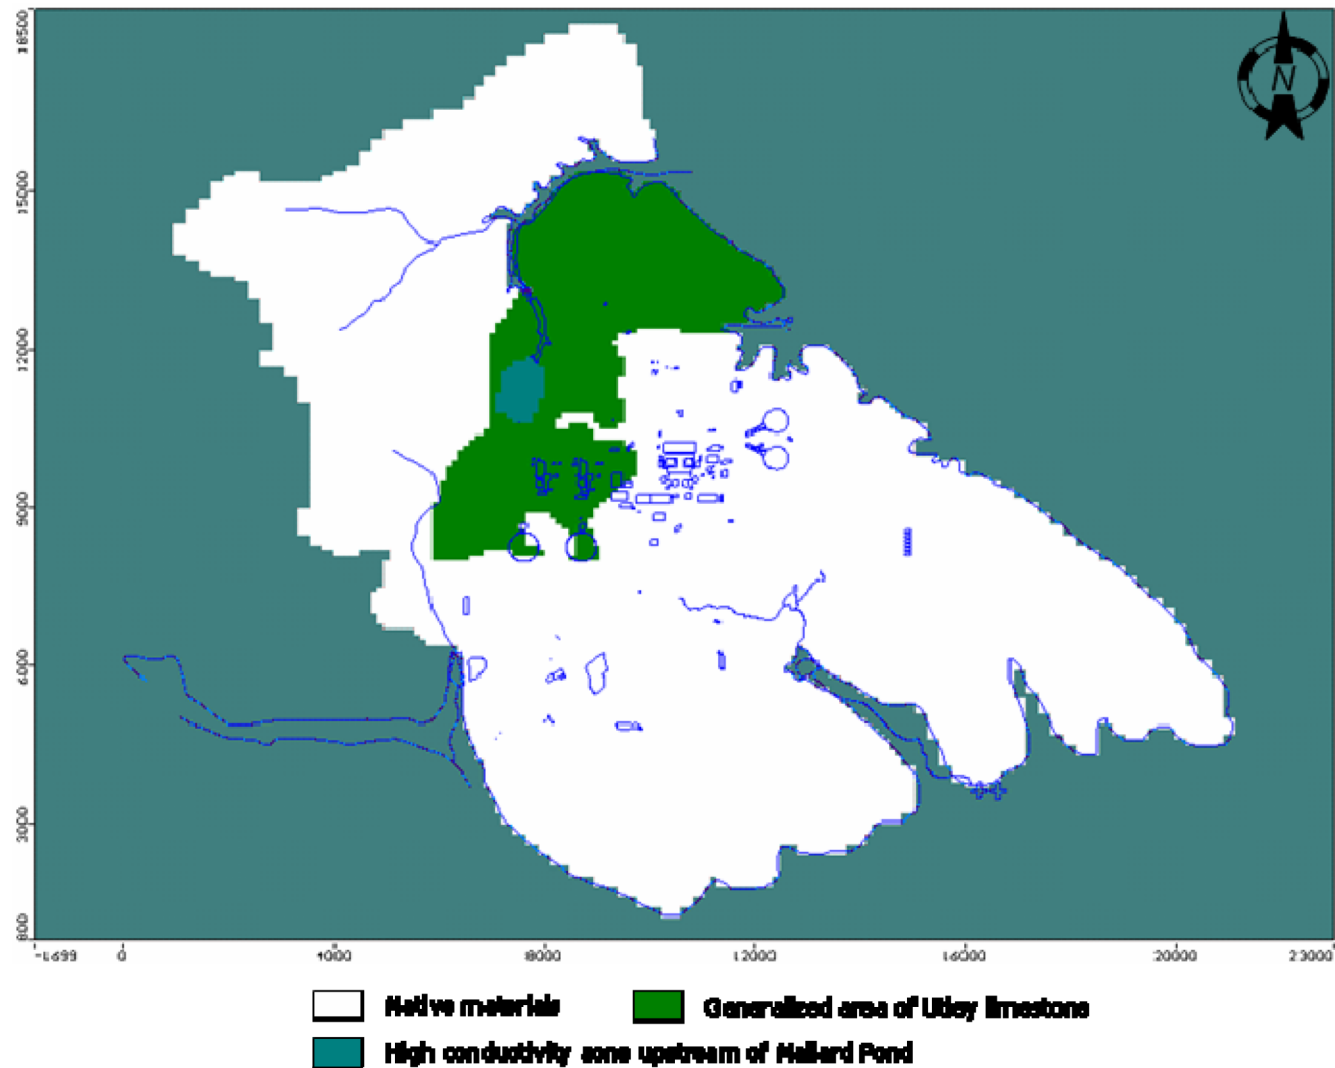 18500
N
15000
12000
9000
6000
3000
800
-1699 0 4000 8000 12000 16000 20000 23000
Native materials Generalized area of Utley limestone
High conductivity zone upstream of Mallard Pond